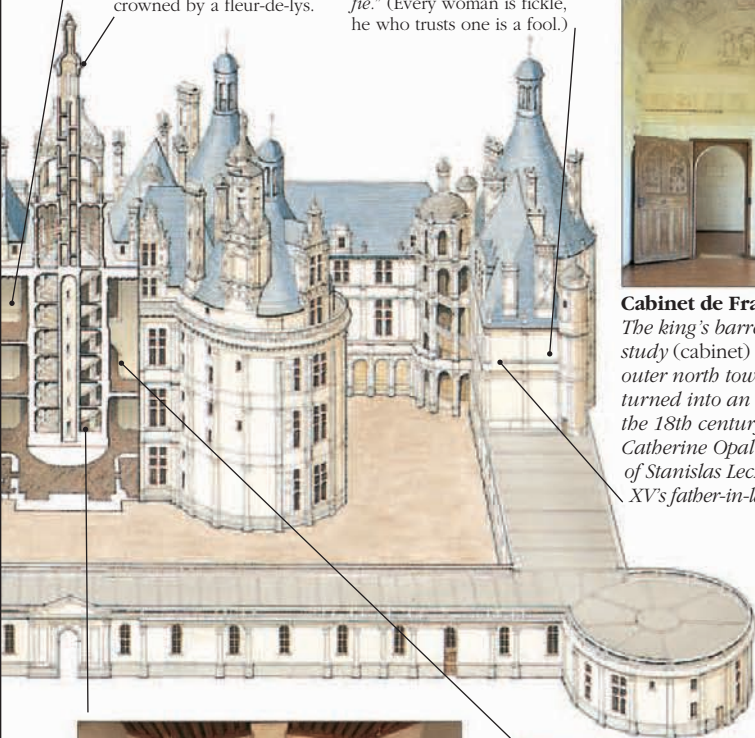 crowned by a fleur-de-lys.
fie." (Every woman is fickle,
he who trusts one is a fool.)
Cabinet de Fra
The king's barre
study (cabinet)
outer north tow
turned into an
the 18th century
Catherine Opal
of Stanislas Lec
XV's father-in-l